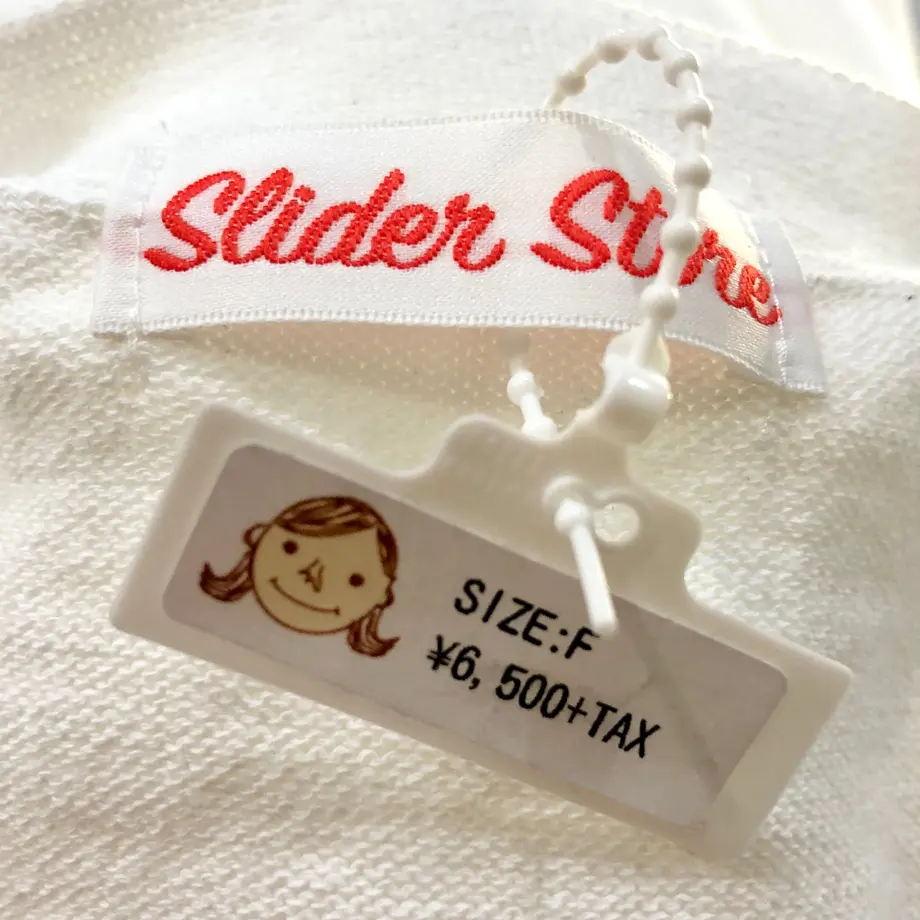 Slider
SIZE:F
¥6,500+TAX